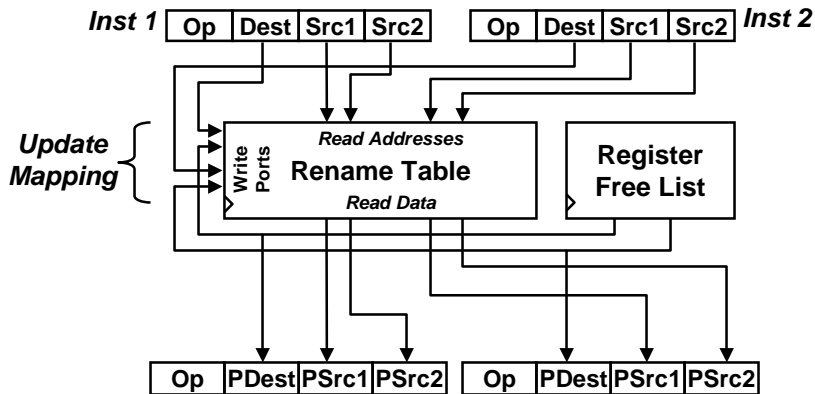 Inst 1 Op Dest Src1 Src2 Op Dest Src1 Src2 Inst 2
Update
Mapping
Write
Ports
Read Addresses
Rename Table
Read Data
Register
Free List
Op PDest PSrc1 PSrc2 Op PDest PSrc1 PSrc2